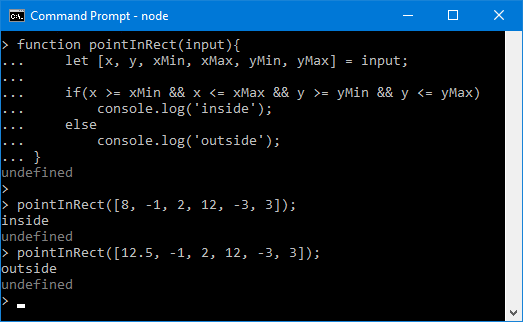 Command Prompt - node
> function pointInRect(input){
...     let [x, y, xMin, xMax, yMin, yMax] = input;
...
...     if(x >= xMin && x <= xMax && y >= yMin && y <= yMax)
...         console.log('inside');
...     else
...         console.log('outside');
... }
undefined
>
> pointInRect([8, -1, 2, 12, -3, 3]);
inside
undefined
> pointInRect([12.5, -1, 2, 12, -3, 3]);
outside
undefined
>